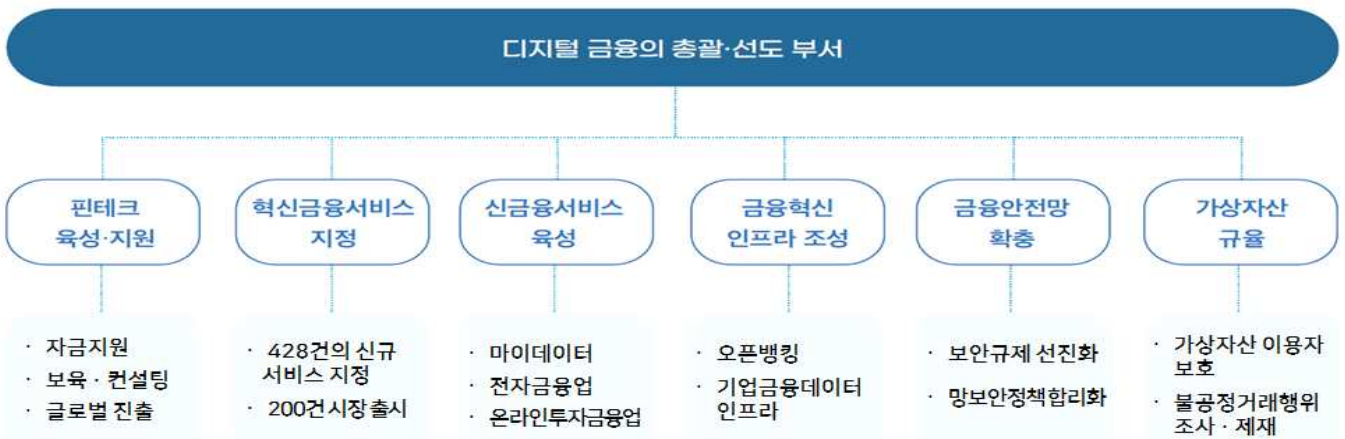 디지털 금융의 총괄·선도 부서
핀테크
육성·지원
혁신금융서비스
지정
신금융서비스
육성
금융혁신
인프라 조성
금융안전망
확충
가상자산
규율
· 자금지원
· 보육 · 컨설팅
· 글로벌 진출
· 428건의 신규
서비스 지정
· 200건 시장 출시
· 마이데이터
· 전자금융업
· 온라인투자금융업
· 오픈뱅킹
· 기업금융데이터
인프라
· 보안규제 선진화
· 망보안정책합리화
· 가상자산 이용자
보호
· 불공정거래행위
조사 · 제재